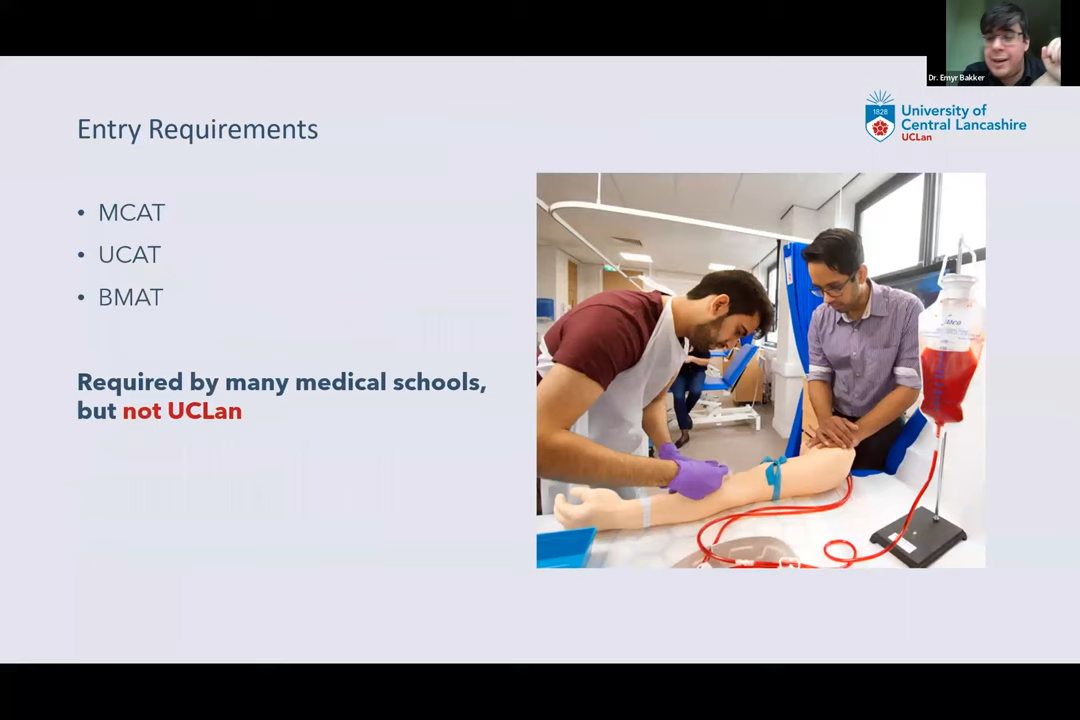 Dr. Emyr Bakker
1828
University of
Central Lancashire
UCLan
Entry Requirements
• MCAT
• UCAT
• BMAT
Required by many medical schools,
but not UCLan